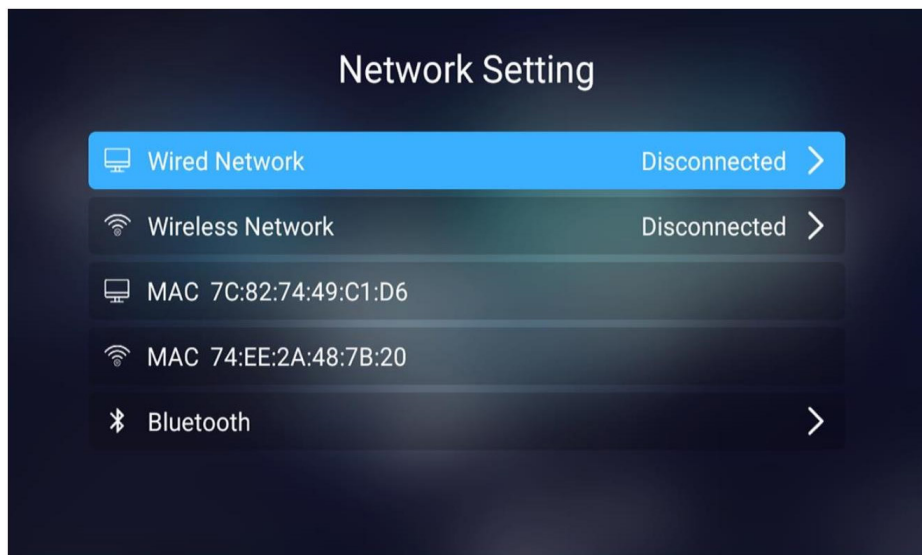 Network Setting
Wired Network Disconnected
Wireless Network Disconnected
MAC 7C:82:74:49:C1:D6
MAC 74:EE:2A:48:7B:20
Bluetooth